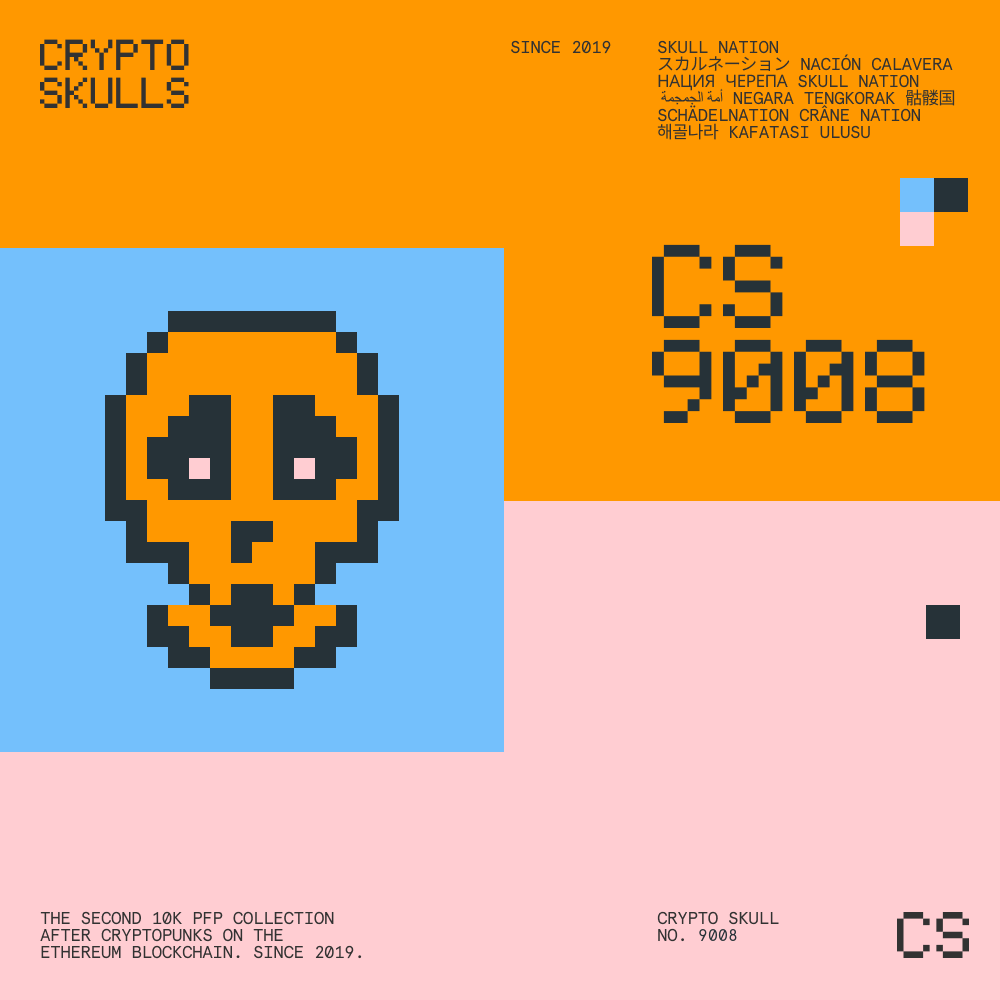 CRYPTO
SKULLS
SINCE 2019
SKULL NATION
スカルネーション NACIÓN CALAVERA
НАЦИЯ ЧЕРЕПА SKULL NATION
أمة الجمجمة NEGARA TENGKORAK 骷髅国
SCHÄDELNATION CRÂNE NATION
해골나라 KAFATASI ULUSU
CS
9008
THE SECOND 10K PFP COLLECTION
AFTER CRYPTOPUNKS ON THE
ETHEREUM BLOCKCHAIN. SINCE 2019.
CRYPTO SKULL
NO. 9008
CS